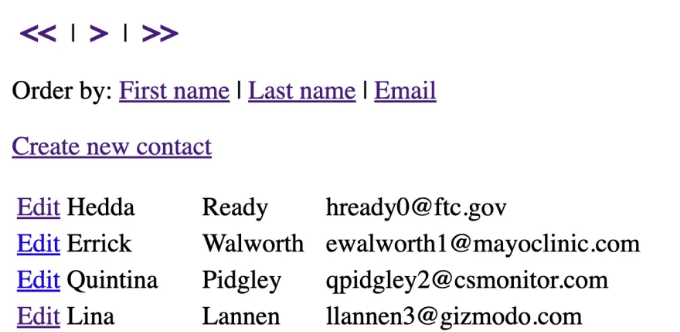 << | > | >>
Order by: First name | Last name | Email
Create new contact
Edit Hedda Ready hready0@ftc.gov
Edit Errick Walworth ewalworth1@mayoclinic.com
Edit Quintina Pidgley qpidgley2@csmonitor.com
Edit Lina Lannen llannen3@gizmodo.com